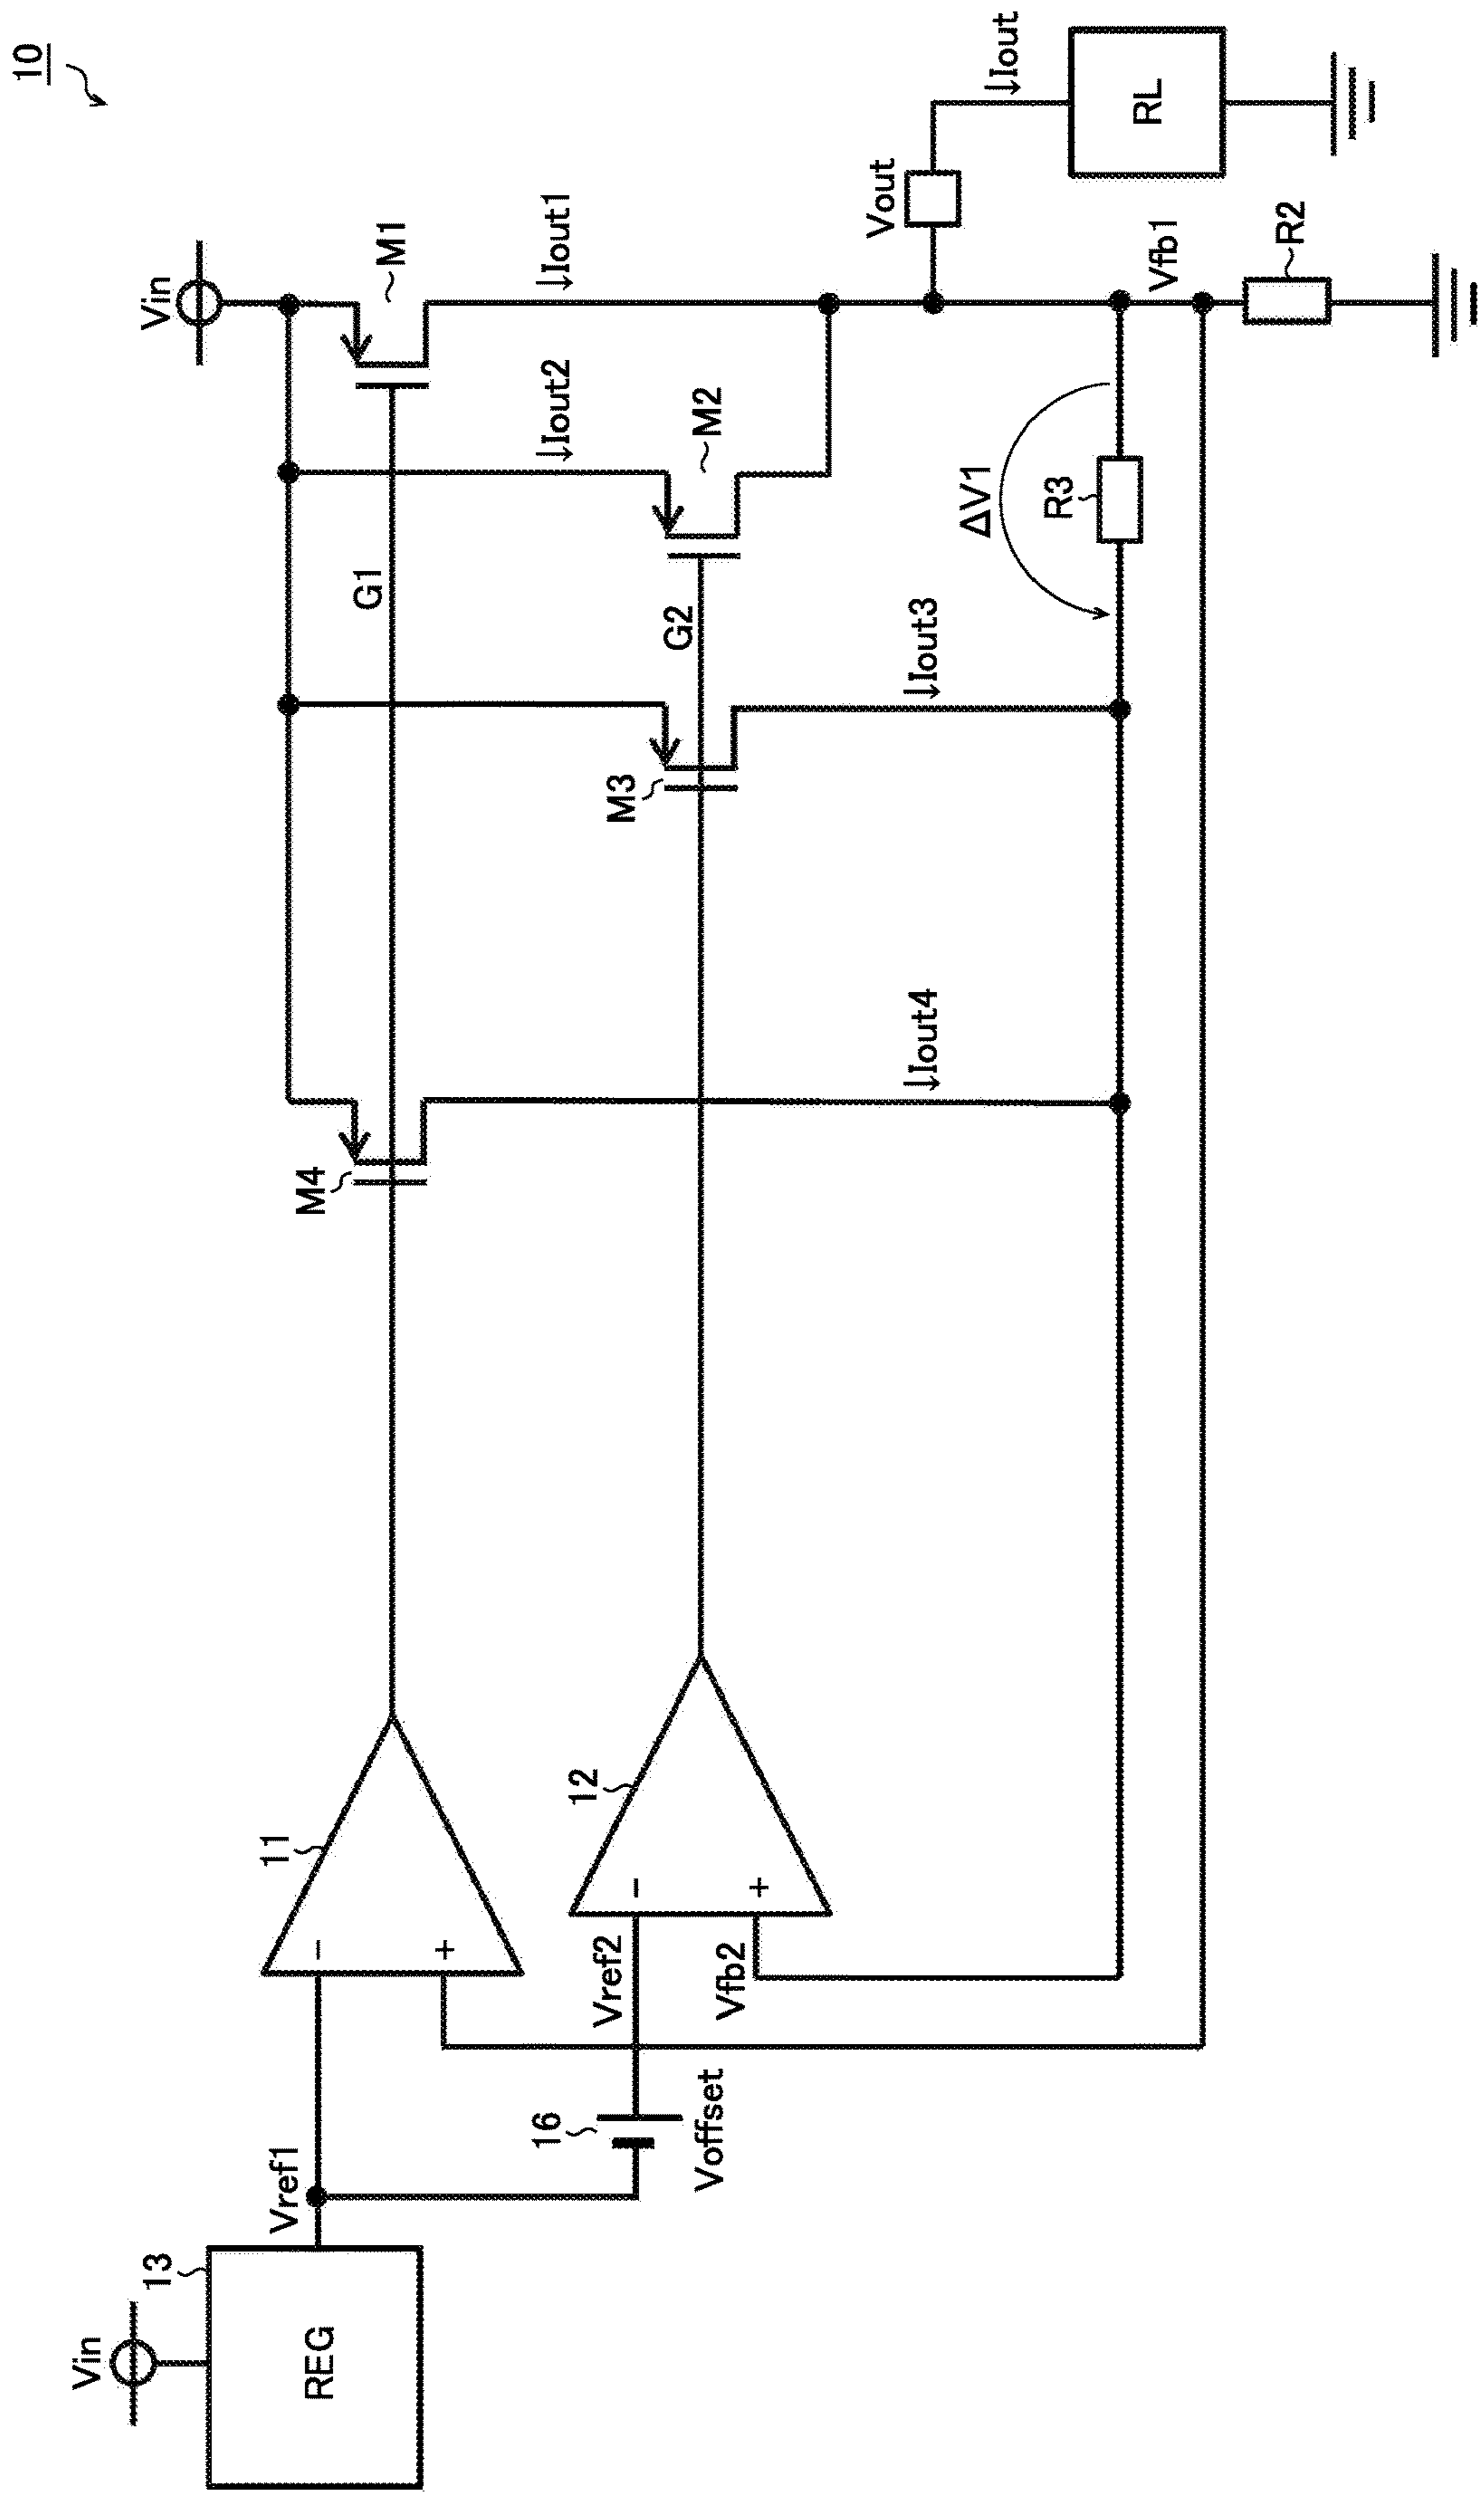 10
Vin
M1
Iout1
Vout
Iout
RL
Vfb1
R2
Iout2
M2
G1
G2
ΔV1
R3
Iout3
M3
Iout4
M4
11
−
+
12
−
+
Vref2
Vfb2
Vref1
16
Voffset
13
Vin
REG